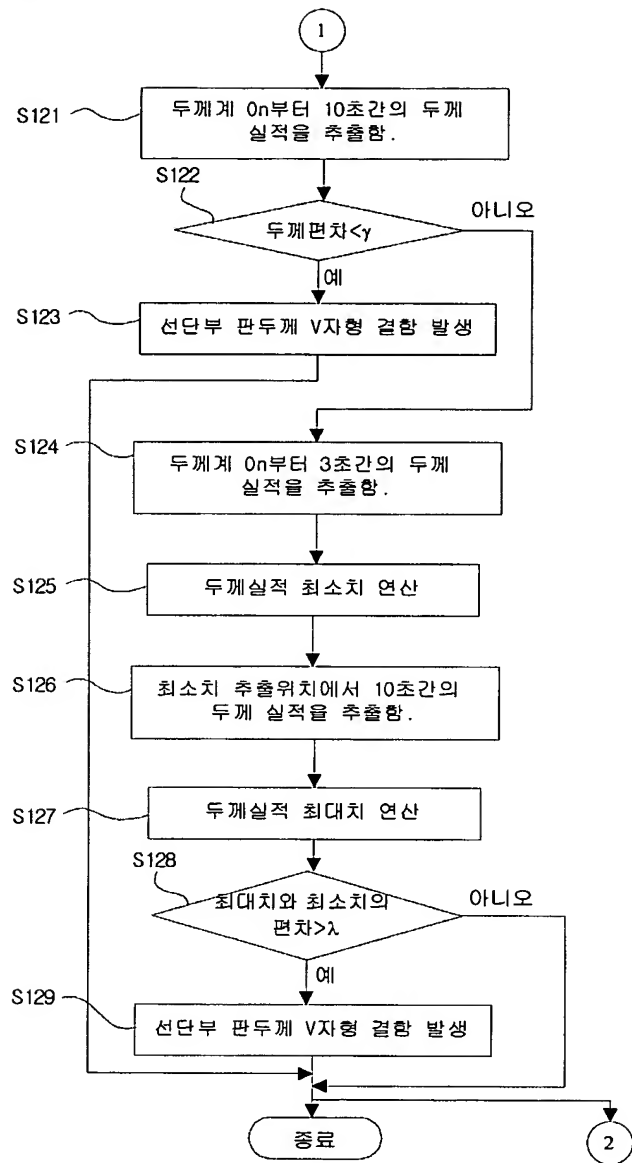 1
S121
두께계 On부터 10초간의 두께
실적을 추출함.
S122
두께편차<γ
아니오
예
S123
선단부 판두께 V자형 결함 발생
S124
두께계 On부터 3초간의 두께
실적을 추출함.
S125
두께실적 최소치 연산
S126
최소치 추출위치에서 10초간의
두께 실적을 추출함.
S127
두께실적 최대치 연산
S128
최대치와 최소치의
편차>λ
아니오
예
S129
선단부 판두께 V자형 결함 발생
종료
2